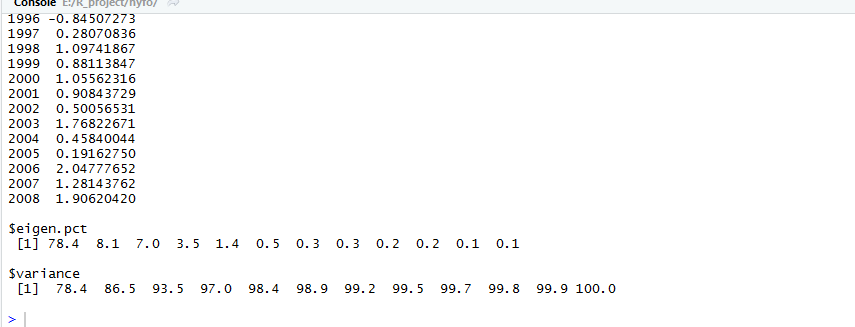 Console E:/R_project/hyfo/
1996 -0.84507273
1997  0.28070836
1998  1.09741867
1999  0.88113847
2000  1.05562316
2001  0.90843729
2002  0.50056531
2003  1.76822671
2004  0.45840044
2005  0.19162750
2006  2.04777652
2007  1.28143762
2008  1.90620420
$eigen.pct
 [1] 78.4  8.1  7.0  3.5  1.4  0.5  0.3  0.3  0.2  0.2  0.1  0.1
$variance
 [1]  78.4  86.5  93.5  97.0  98.4  98.9  99.2  99.5  99.7  99.8  99.9 100.0
>